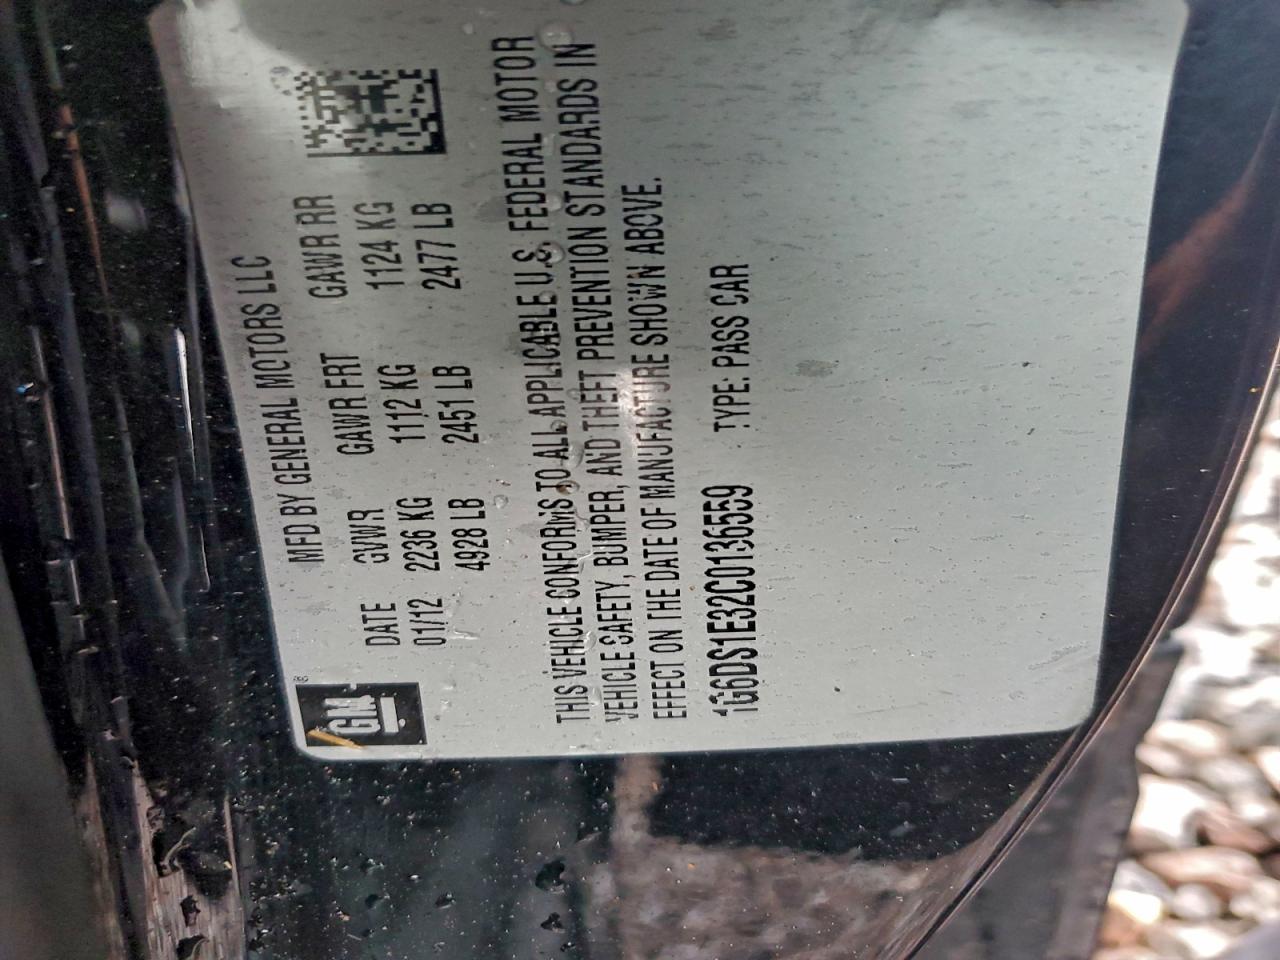 MFD BY GENERAL MOTORS LLC
GM
DATE GVWR GAWR FRT GAWR RR
01/12 2236 KG 1112 KG 1124 KG
4928 LB 2451 LB 2477 LB
THIS VEHICLE CONFORMS TO ALL APPLICABLE U.S. FEDERAL MOTOR
VEHICLE SAFETY, BUMPER, AND THEFT PREVENTION STANDARDS IN
EFFECT ON THE DATE OF MANUFACTURE SHOWN ABOVE.
1G6DS1E32C0136559 TYPE: PASS CAR